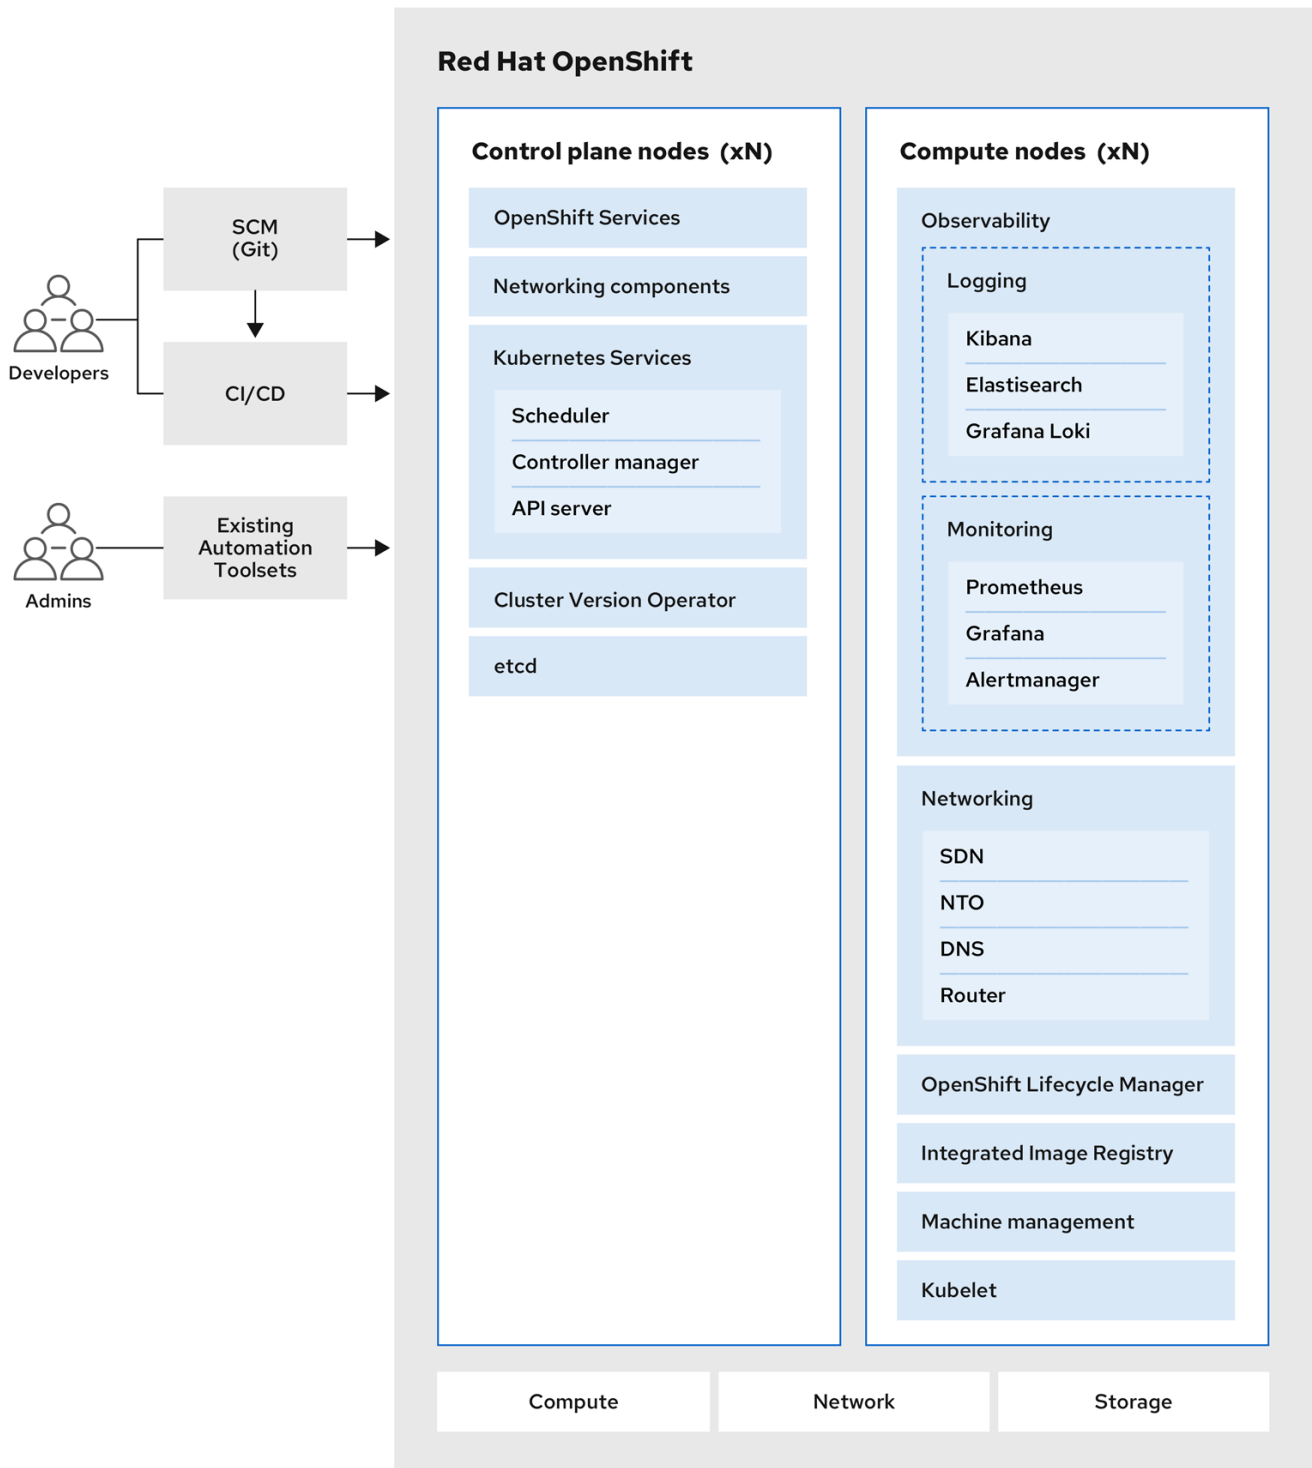 Red Hat OpenShift
Developers
SCM
(Git)
CI/CD
Admins
Existing
Automation
Toolsets
Control plane nodes (xN)
OpenShift Services
Networking components
Kubernetes Services
Scheduler
Controller manager
API server
Cluster Version Operator
etcd
Compute nodes (xN)
Observability
Logging
Kibana
Elastisearch
Grafana Loki
Monitoring
Prometheus
Grafana
Alertmanager
Networking
SDN
NTO
DNS
Router
OpenShift Lifecycle Manager
Integrated Image Registry
Machine management
Kubelet
Compute
Network
Storage